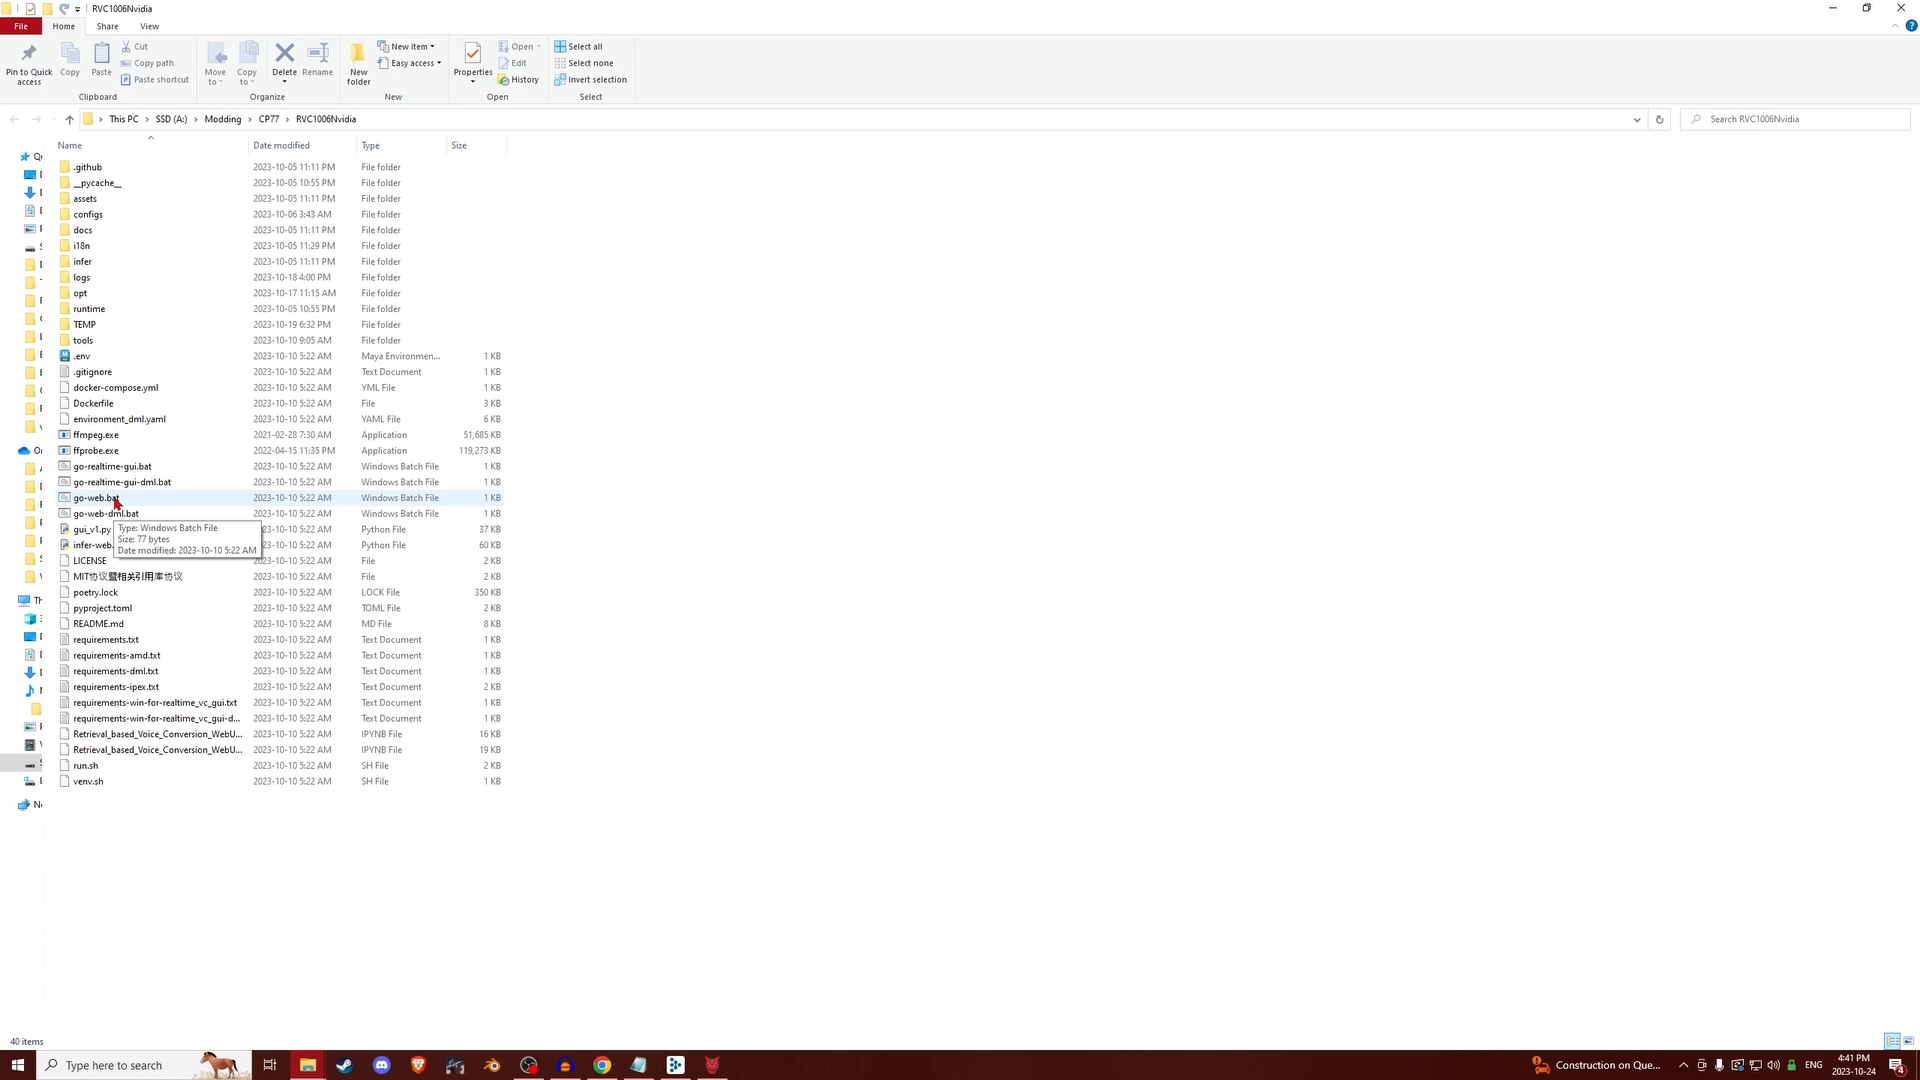 RVC1006Nvidia
File Home Share View
Pin to Quick access
Copy
Paste
Cut
Copy path
Paste shortcut
Clipboard
Move to
Copy to
Delete
Rename
Organize
New folder
New item
Easy access
New
Properties
Open
Edit
History
Open
Select all
Select none
Invert selection
Select
This PC > SSD (A:) > Modding > CP77 > RVC1006Nvidia
Search RVC1006Nvidia
Name Date modified Type Size
.github 2023-10-05 11:11 PM File folder
__pycache__ 2023-10-05 10:55 PM File folder
assets 2023-10-05 11:11 PM File folder
configs 2023-10-06 3:43 AM File folder
docs 2023-10-05 11:11 PM File folder
i18n 2023-10-05 11:29 PM File folder
infer 2023-10-05 11:11 PM File folder
logs 2023-10-18 4:00 PM File folder
opt 2023-10-17 11:15 AM File folder
runtime 2023-10-05 10:55 PM File folder
TEMP 2023-10-19 6:32 PM File folder
tools 2023-10-10 9:05 AM File folder
.env 2023-10-10 5:22 AM Maya Environmen... 1 KB
.gitignore 2023-10-10 5:22 AM Text Document 1 KB
docker-compose.yml 2023-10-10 5:22 AM YML File 1 KB
Dockerfile 2023-10-10 5:22 AM File 3 KB
environment_dml.yaml 2023-10-10 5:22 AM YAML File 6 KB
ffmpeg.exe 2021-02-28 7:30 AM Application 51,685 KB
ffprobe.exe 2022-04-15 11:35 PM Application 119,273 KB
go-realtime-gui.bat 2023-10-10 5:22 AM Windows Batch File 1 KB
go-realtime-gui-dml.bat 2023-10-10 5:22 AM Windows Batch File 1 KB
go-web.bat 2023-10-10 5:22 AM Windows Batch File 1 KB
go-web-dml.bat 2023-10-10 5:22 AM Windows Batch File 1 KB
gui_v1.py 23-10-10 5:22 AM Python File 37 KB
infer-web. 23-10-10 5:22 AM Python File 60 KB
Type: Windows Batch File
Size: 77 bytes
Date modified: 2023-10-10 5:22 AM
LICENSE 2023-10-10 5:22 AM File 2 KB
MIT协议暨相关引用库协议 2023-10-10 5:22 AM File 2 KB
poetry.lock 2023-10-10 5:22 AM LOCK File 350 KB
pyproject.toml 2023-10-10 5:22 AM TOML File 2 KB
README.md 2023-10-10 5:22 AM MD File 8 KB
requirements.txt 2023-10-10 5:22 AM Text Document 1 KB
requirements-amd.txt 2023-10-10 5:22 AM Text Document 1 KB
requirements-dml.txt 2023-10-10 5:22 AM Text Document 1 KB
requirements-ipex.txt 2023-10-10 5:22 AM Text Document 2 KB
requirements-win-for-realtime_vc_gui.txt 2023-10-10 5:22 AM Text Document 1 KB
requirements-win-for-realtime_vc_gui-d... 2023-10-10 5:22 AM Text Document 1 KB
Retrieval_based_Voice_Conversion_WebU... 2023-10-10 5:22 AM IPYNB File 16 KB
Retrieval_based_Voice_Conversion_WebU... 2023-10-10 5:22 AM IPYNB File 19 KB
run.sh 2023-10-10 5:22 AM SH File 2 KB
venv.sh 2023-10-10 5:22 AM SH File 1 KB
40 items
Type here to search
Construction on Que...
ENG
4:41 PM
2023-10-24
4